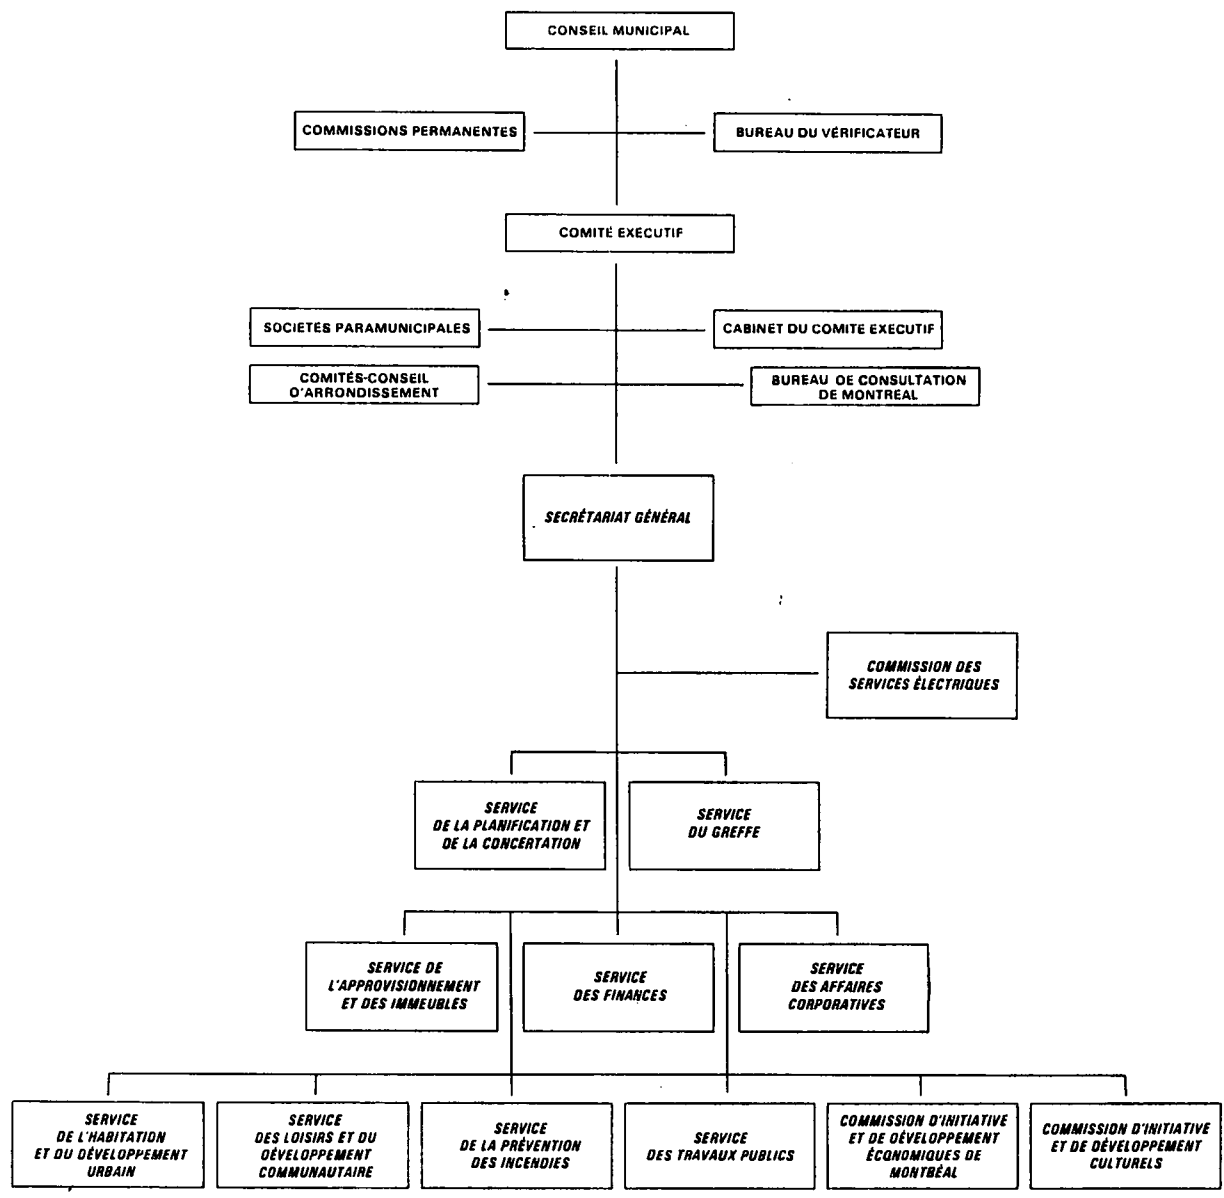 CONSEIL MUNICIPAL
COMMISSIONS PERMANENTES
BUREAU DU VÉRIFICATEUR
COMITÉ EXECUTIF
SOCIETES PARAMUNICIPALES
CABINET DU COMITE EXECUTIF
COMITÉS-CONSEIL
D'ARRONDISSEMENT
BUREAU DE CONSULTATION
DE MONTREAL
SECRÉTARIAT GÉNÉRAL
COMMISSION DES
SERVICES ÉLECTRIQUES
SERVICE
DE LA PLANIFICATION ET
DE LA CONCERTATION
SERVICE
DU GREFFE
SERVICE DE
L'APPROVISIONNEMENT
ET DES IMMEUBLES
SERVICE
DES FINANCES
SERVICE
DES AFFAIRES
CORPORATIVES
SERVICE
DE L'HABITATION
ET DU DÉVELOPPEMENT
URBAIN
SERVICE
DES LOISIRS ET DU
DÉVELOPPEMENT
COMMUNAUTAIRE
SERVICE
DE LA PRÉVENTION
DES INCENDIES
SERVICE
DES TRAVAUX PUBLICS
COMMISSION D'INITIATIVE
ET DE DÉVELOPPEMENT
ÉCONOMIQUES DE
MONTRÉAL
COMMISSION D'INITIATIVE
ET DE DÉVELOPPEMENT
CULTURELS